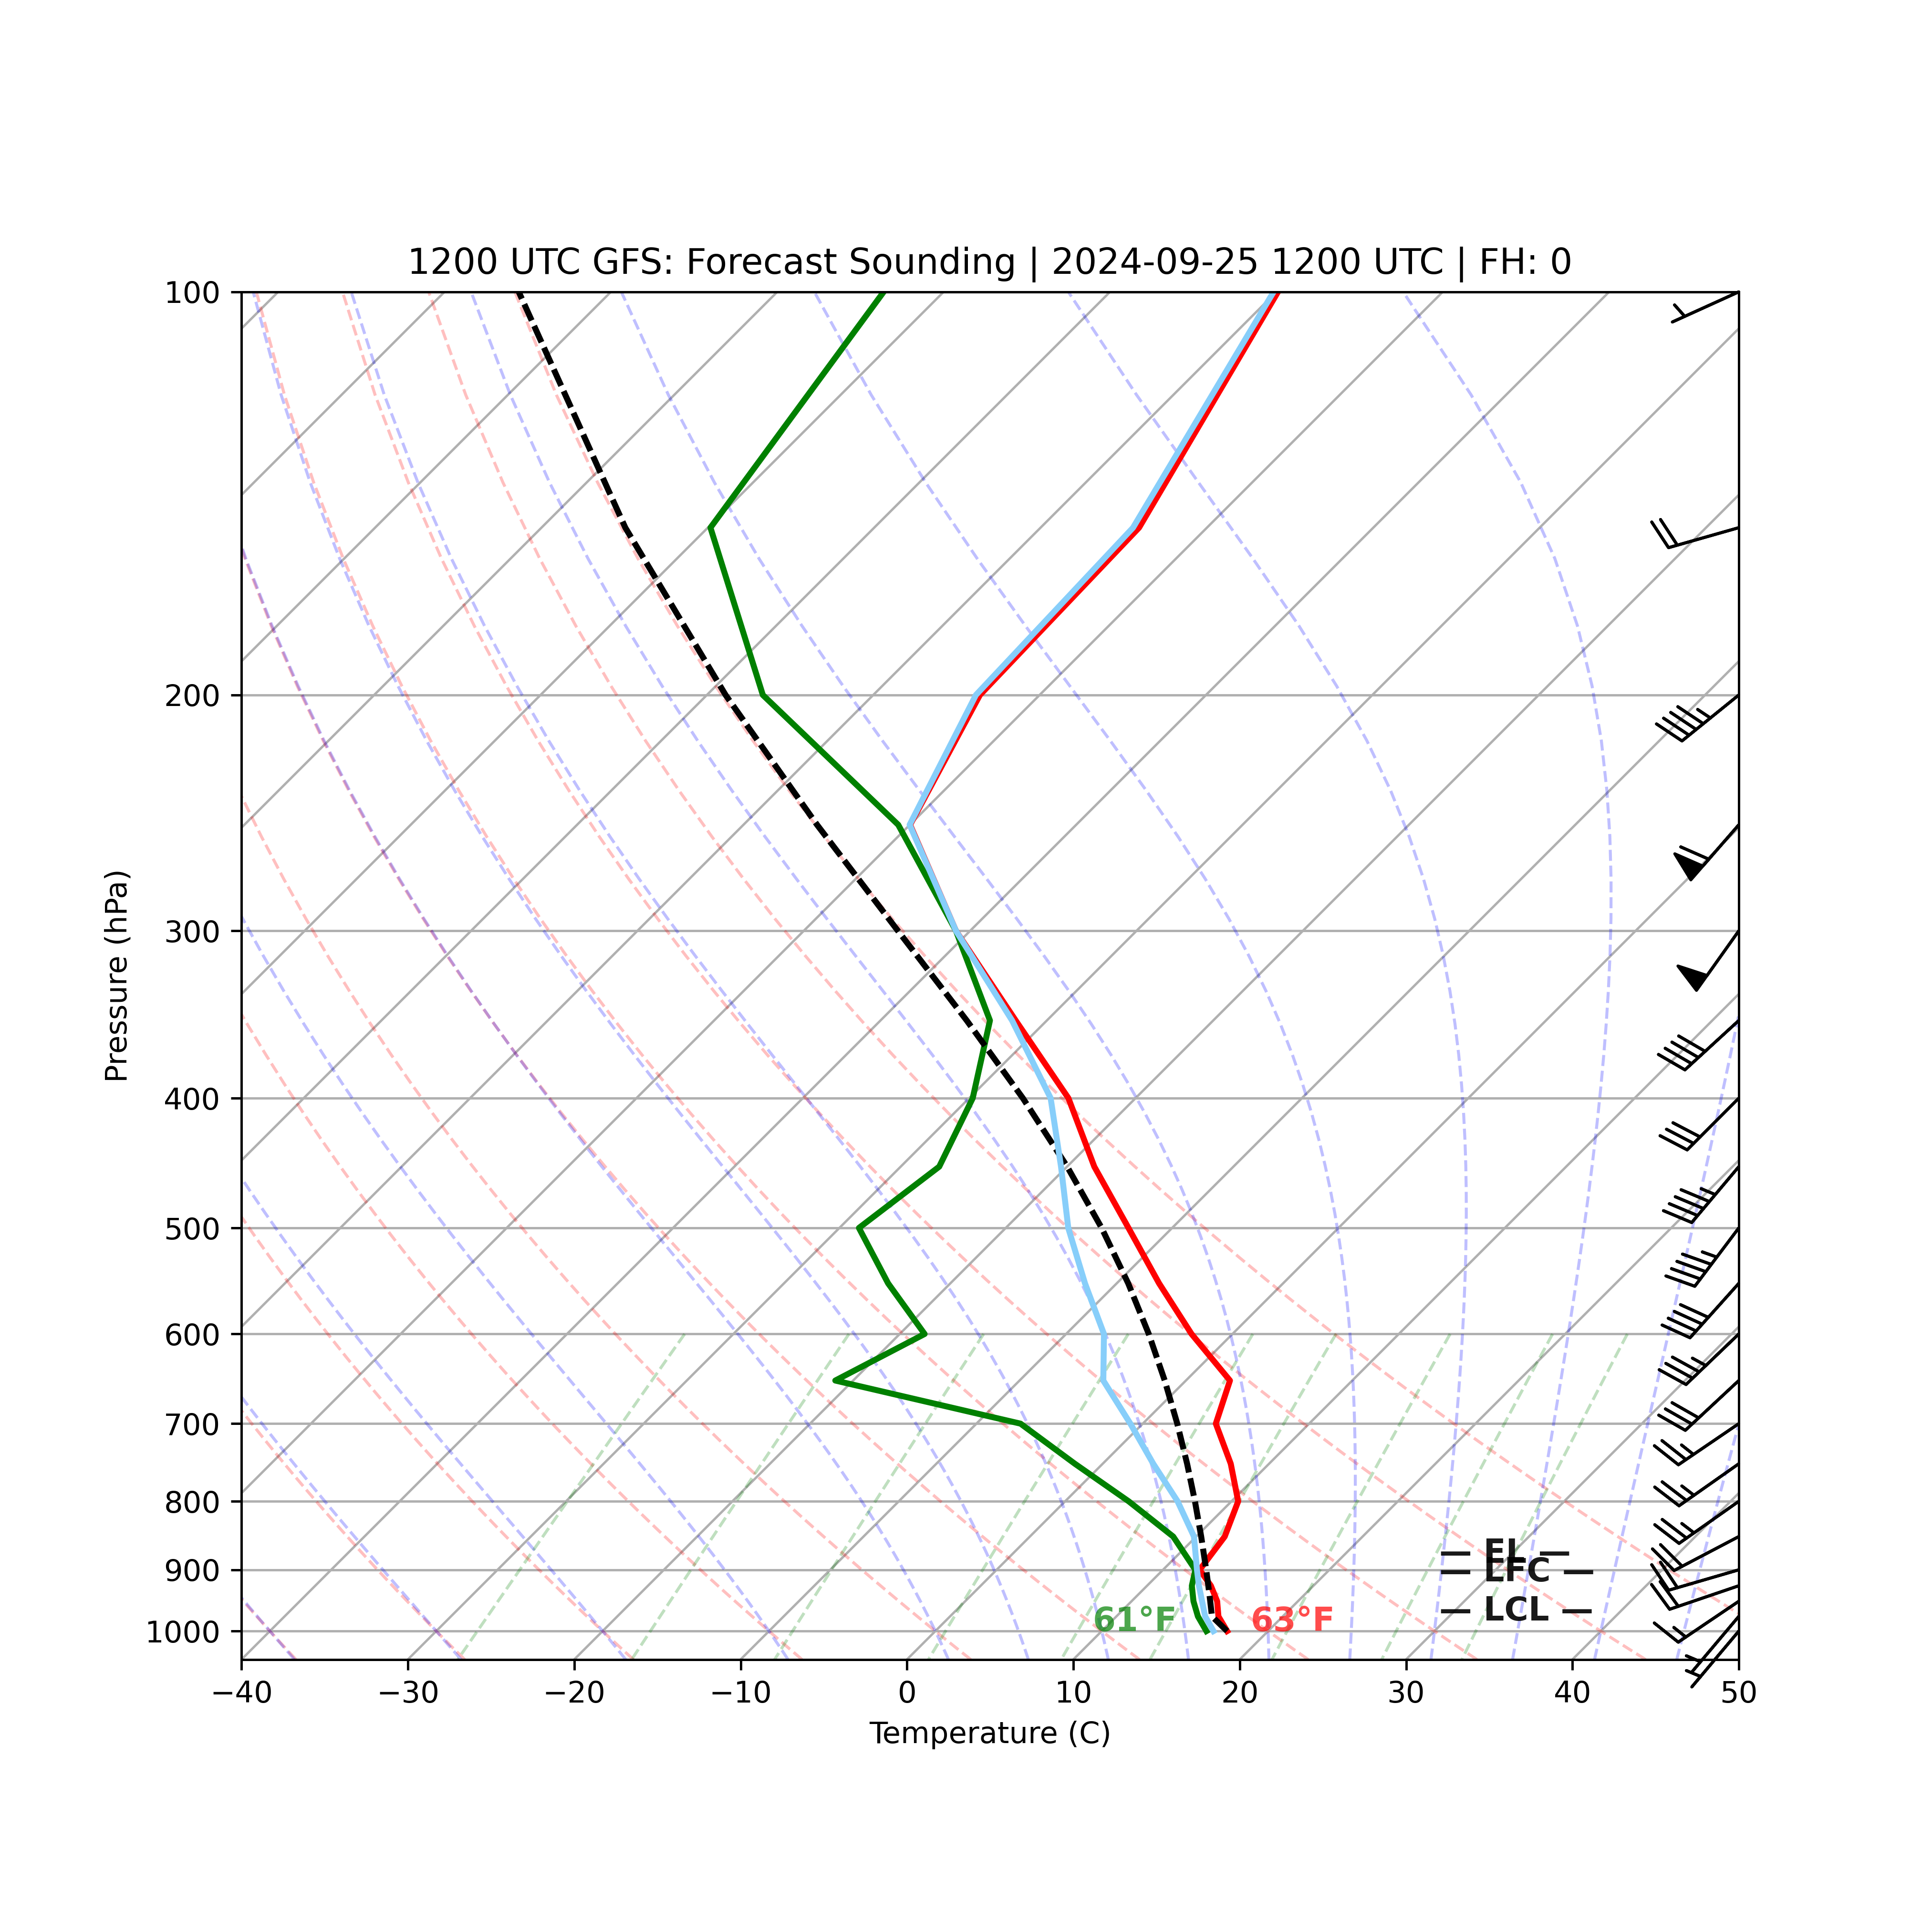 1200 UTC GFS: Forecast Sounding | 2024-09-25 1200 UTC | FH: 0
100
200
300
400
500
600
700
800
900
1000
Pressure (hPa)
— EL —
— LFC —
— LCL —
61°F
63°F
−40
−30
−20
−10
0
10
20
30
40
50
Temperature (C)